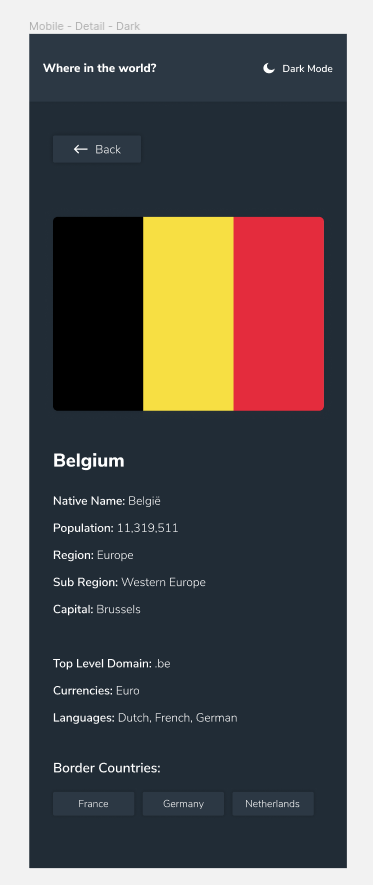 Mobile - Detail - Dark
Where in the world?
Dark Mode
Back
Belgium
Native Name: België
Population: 11,319,511
Region: Europe
Sub Region: Western Europe
Capital: Brussels
Top Level Domain: .be
Currencies: Euro
Languages: Dutch, French, German
Border Countries:
France
Germany
Netherlands